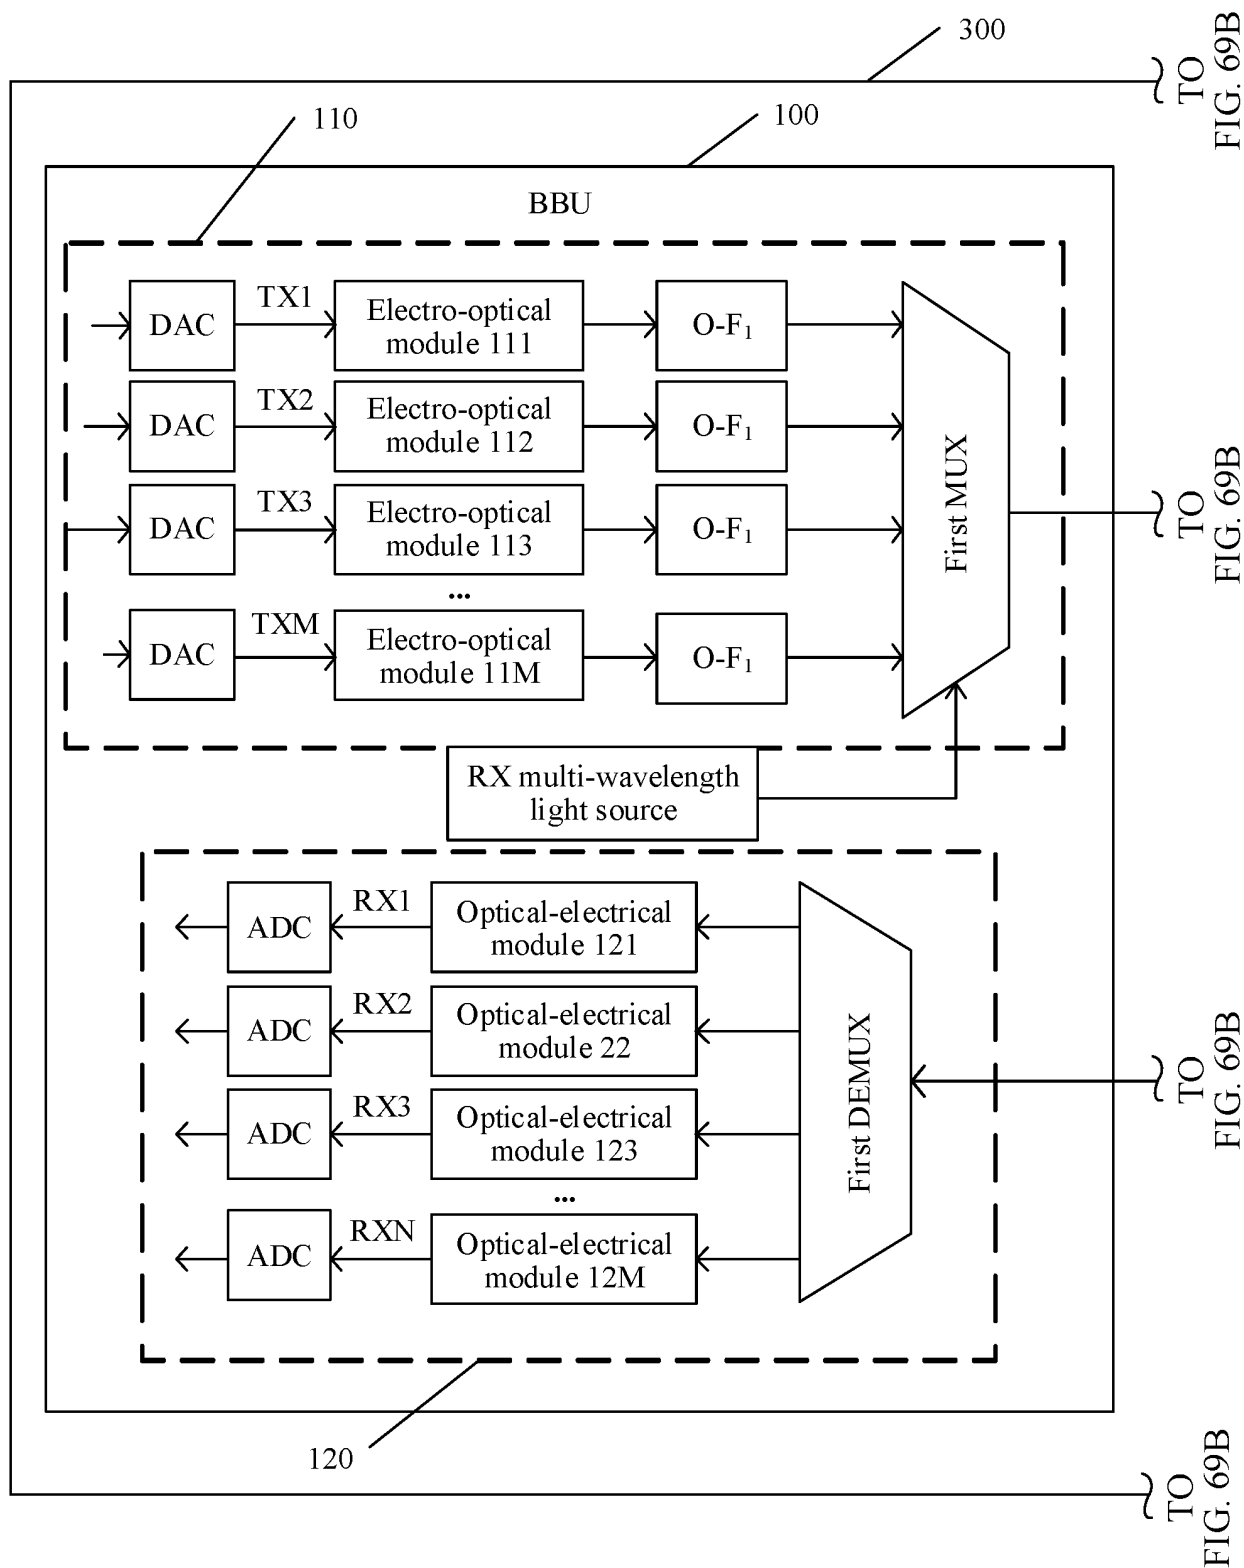 300
TO
FIG. 69B
110
100
BBU
DAC
TX1
Electro-optical
module 111
O-F₁
DAC
TX2
Electro-optical
module 112
O-F₁
DAC
TX3
Electro-optical
module 113
O-F₁
...
DAC
TXM
Electro-optical
module 11M
O-F₁
First MUX
TO
FIG. 69B
RX multi-wavelength
light source
ADC
RX1
Optical-electrical
module 121
ADC
RX2
Optical-electrical
module 22
ADC
RX3
Optical-electrical
module 123
...
ADC
RXN
Optical-electrical
module 12M
First DEMUX
TO
FIG. 69B
120
TO
FIG. 69B